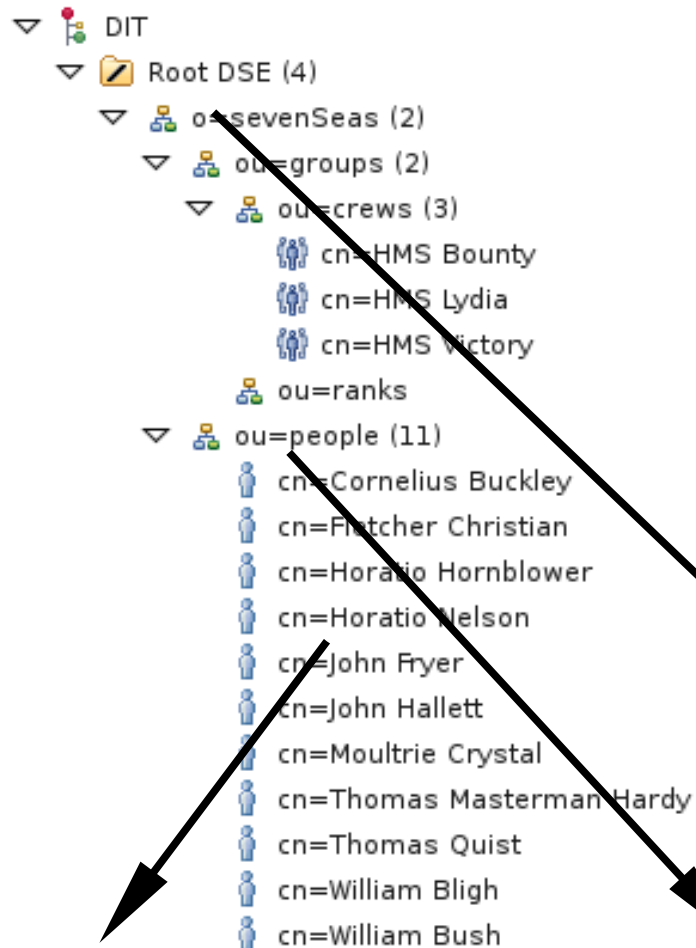 DIT
Root DSE (4)
o=sevenSeas (2)
ou=groups (2)
ou=crews (3)
cn=HMS Bounty
cn=HMS Lydia
cn=HMS Victory
ou=ranks
ou=people (11)
cn=Cornelius Buckley
cn=Fletcher Christian
cn=Horatio Hornblower
cn=Horatio Nelson
cn=John Fryer
cn=John Hallett
cn=Moultrie Crystal
cn=Thomas Masterman Hardy
cn=Thomas Quist
cn=William Bligh
cn=William Bush